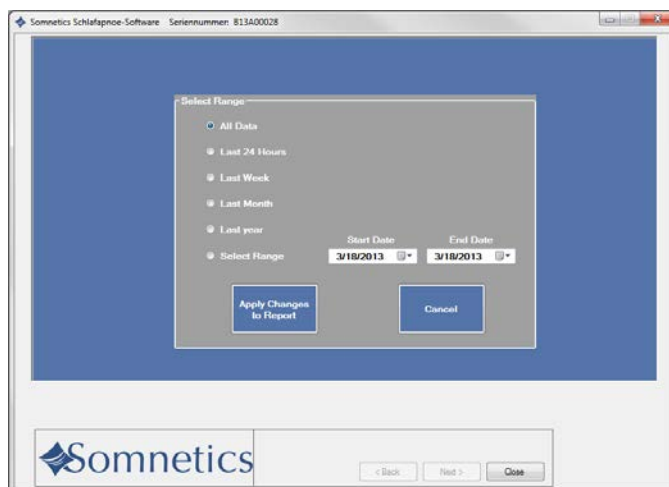 Somnetics Schlafapnoe-Software Seriennummer: 813A00028
Select Range
All Data
Last 24 Hours
Last Week
Last Month
Last year
Start Date End Date
Select Range 3/18/2013 3/18/2013
Apply Changes
to Report
Cancel
Somnetics
< Back Next > Close